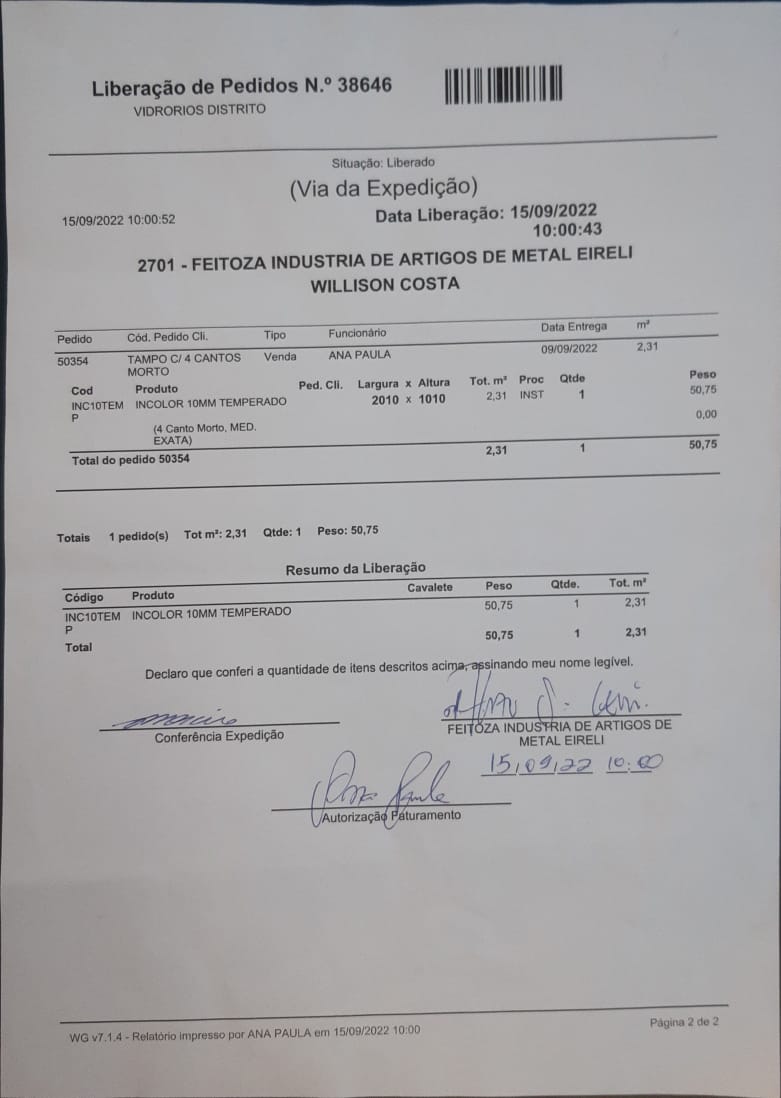 Liberação de Pedidos N.º 38646
VIDRORIOS DISTRITO
Situação: Liberado
(Via da Expedição)
15/09/2022 10:00:52 Data Liberação: 15/09/2022
10:00:43
2701 - FEITOZA INDUSTRIA DE ARTIGOS DE METAL EIRELI
WILLISON COSTA
Pedido Cód. Pedido Cli. Tipo Funcionário Data Entrega m²
50354 TAMPO C/ 4 CANTOS Venda ANA PAULA 09/09/2022 2,31
MORTO
Cod Produto Ped. Cli. Largura x Altura Tot. m² Proc Qtde Peso
INC10TEM INCOLOR 10MM TEMPERADO 2010 x 1010 2,31 INST 1 50,75
P
(4 Canto Morto, MED. 0,00
EXATA)
Total do pedido 50354 2,31 1 50,75
Totais 1 pedido(s) Tot m²: 2,31 Qtde: 1 Peso: 50,75
Resumo da Liberação
Código Produto Cavalete Peso Qtde. Tot. m²
INC10TEM INCOLOR 10MM TEMPERADO 50,75 1 2,31
P
Total 50,75 1 2,31
Declaro que conferi a quantidade de itens descritos acima, assinando meu nome legível.
Conferência Expedição
FEITOZA INDUSTRIA DE ARTIGOS DE
METAL EIRELI
15/09/22 10:00
Ana Paula
Autorização Faturamento
WG v7.1.4 - Relatório impresso por ANA PAULA em 15/09/2022 10:00 Página 2 de 2